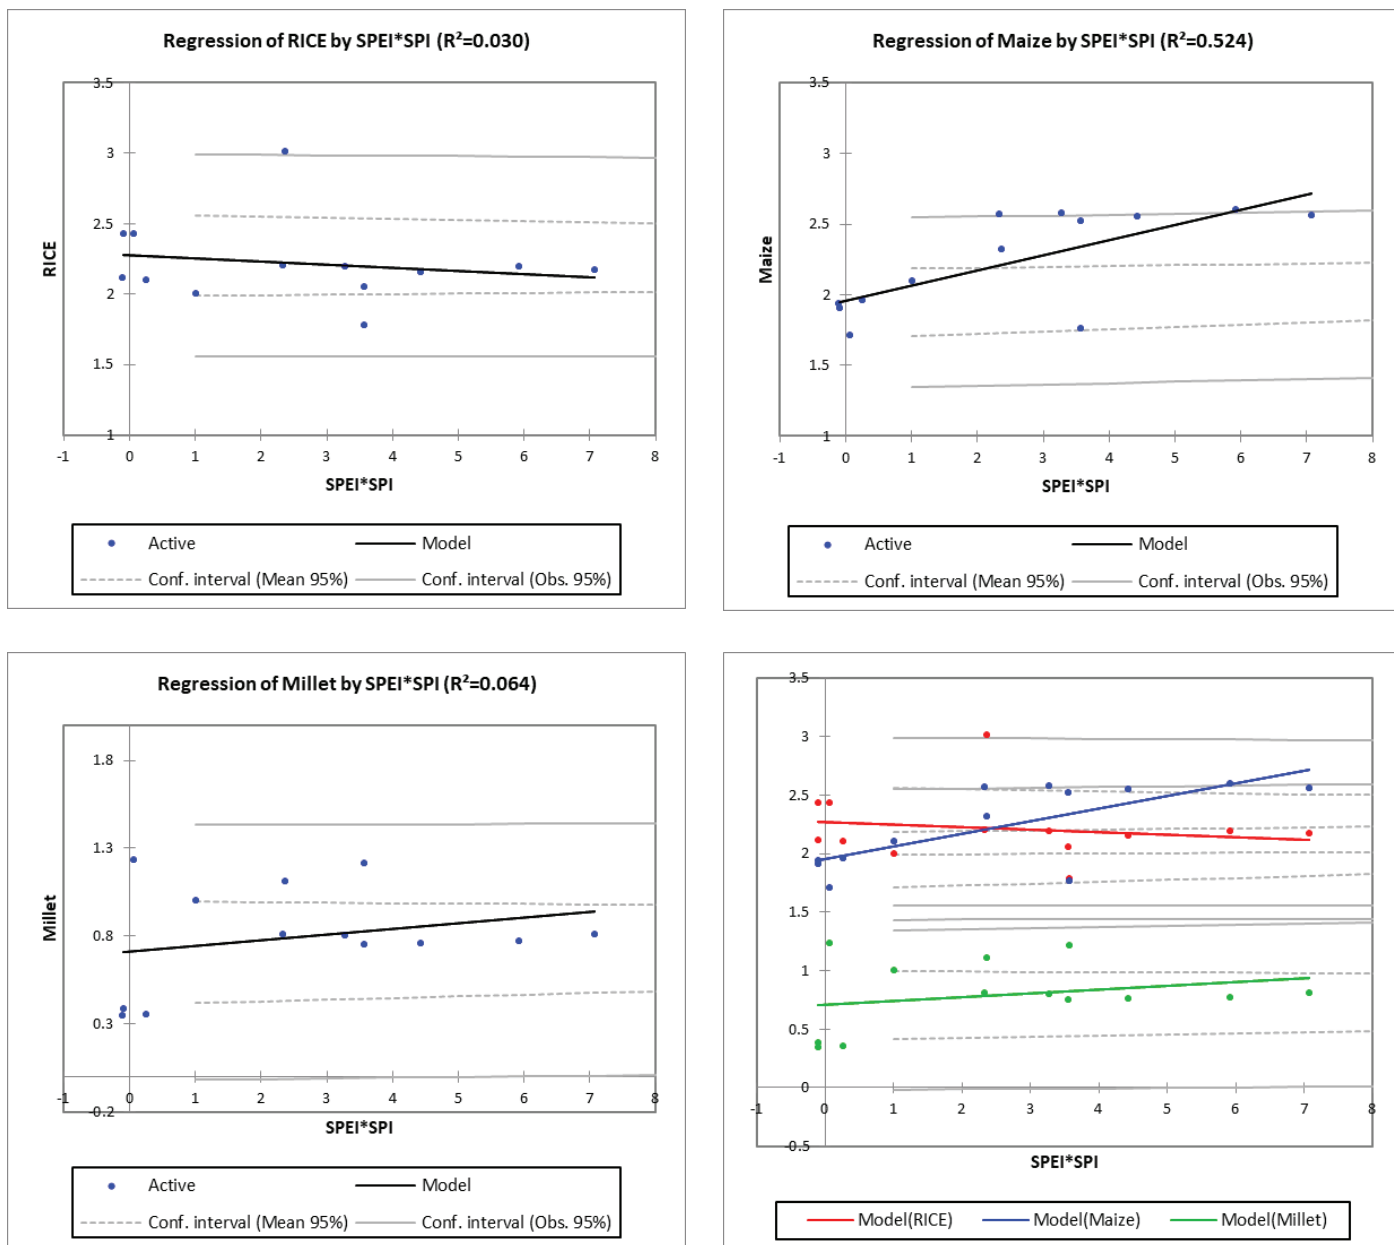 Regression of RICE by SPEI*SPI (R²=0.030)
3.5
3
2.5
2
1.5
1
RICE
-1 0 1 2 3 4 5 6 7 8
SPEI*SPI
Active Model
Conf. interval (Mean 95%) Conf. interval (Obs. 95%)
Regression of Maize by SPEI*SPI (R²=0.524)
3.5
3
2.5
2
1.5
1
Maize
-1 0 1 2 3 4 5 6 7 8
SPEI*SPI
Active Model
Conf. interval (Mean 95%) Conf. interval (Obs. 95%)
Regression of Millet by SPEI*SPI (R²=0.064)
1.8
1.3
0.8
0.3
-0.2
Millet
-1 0 1 2 3 4 5 6 7 8
SPEI*SPI
Active Model
Conf. interval (Mean 95%) Conf. interval (Obs. 95%)
3.5
3
2.5
2
1.5
1
0.5
0
-0.5
-1 0 1 2 3 4 5 6 7 8
SPEI*SPI
Model(RICE) Model(Maize) Model(Millet)